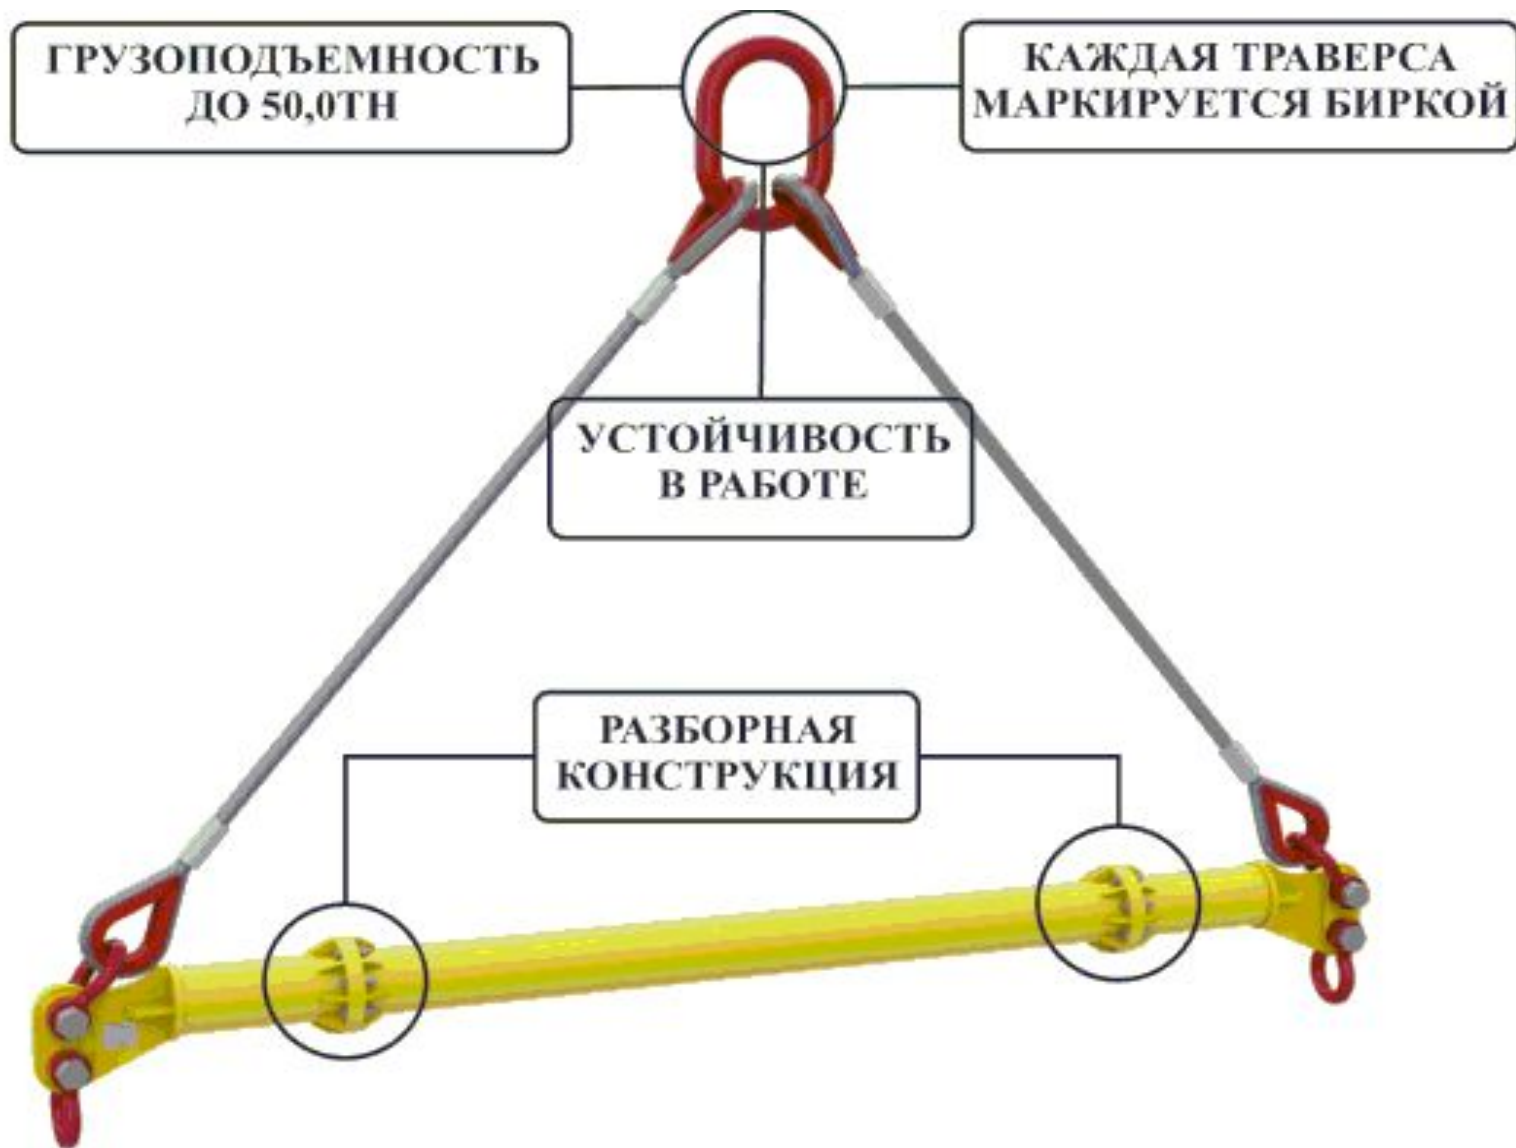 ГРУЗОПОДЪЕМНОСТЬ
ДО 50,0ТН
КАЖДАЯ ТРАВЕРСА
МАРКИРУЕТСЯ БИРКОЙ
УСТОЙЧИВОСТЬ
В РАБОТЕ
РАЗБОРНАЯ
КОНСТРУКЦИЯ